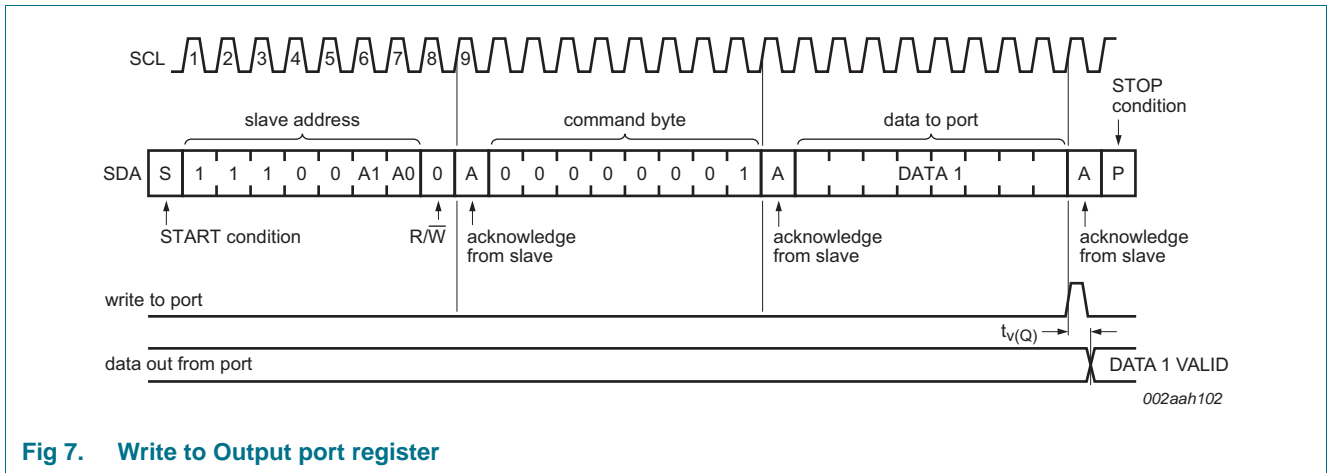 SCL 1 2 3 4 5 6 7 8 9
STOP
condition
slave address command byte data to port
SDA S 1 1 1 0 0 A1 A0 0 A 0 0 0 0 0 0 0 1 A DATA 1 A P
START condition R/W̅ acknowledge
from slave acknowledge
from slave acknowledge
from slave
write to port
tv(Q)
data out from port DATA 1 VALID
002aah102
Fig 7. Write to Output port register